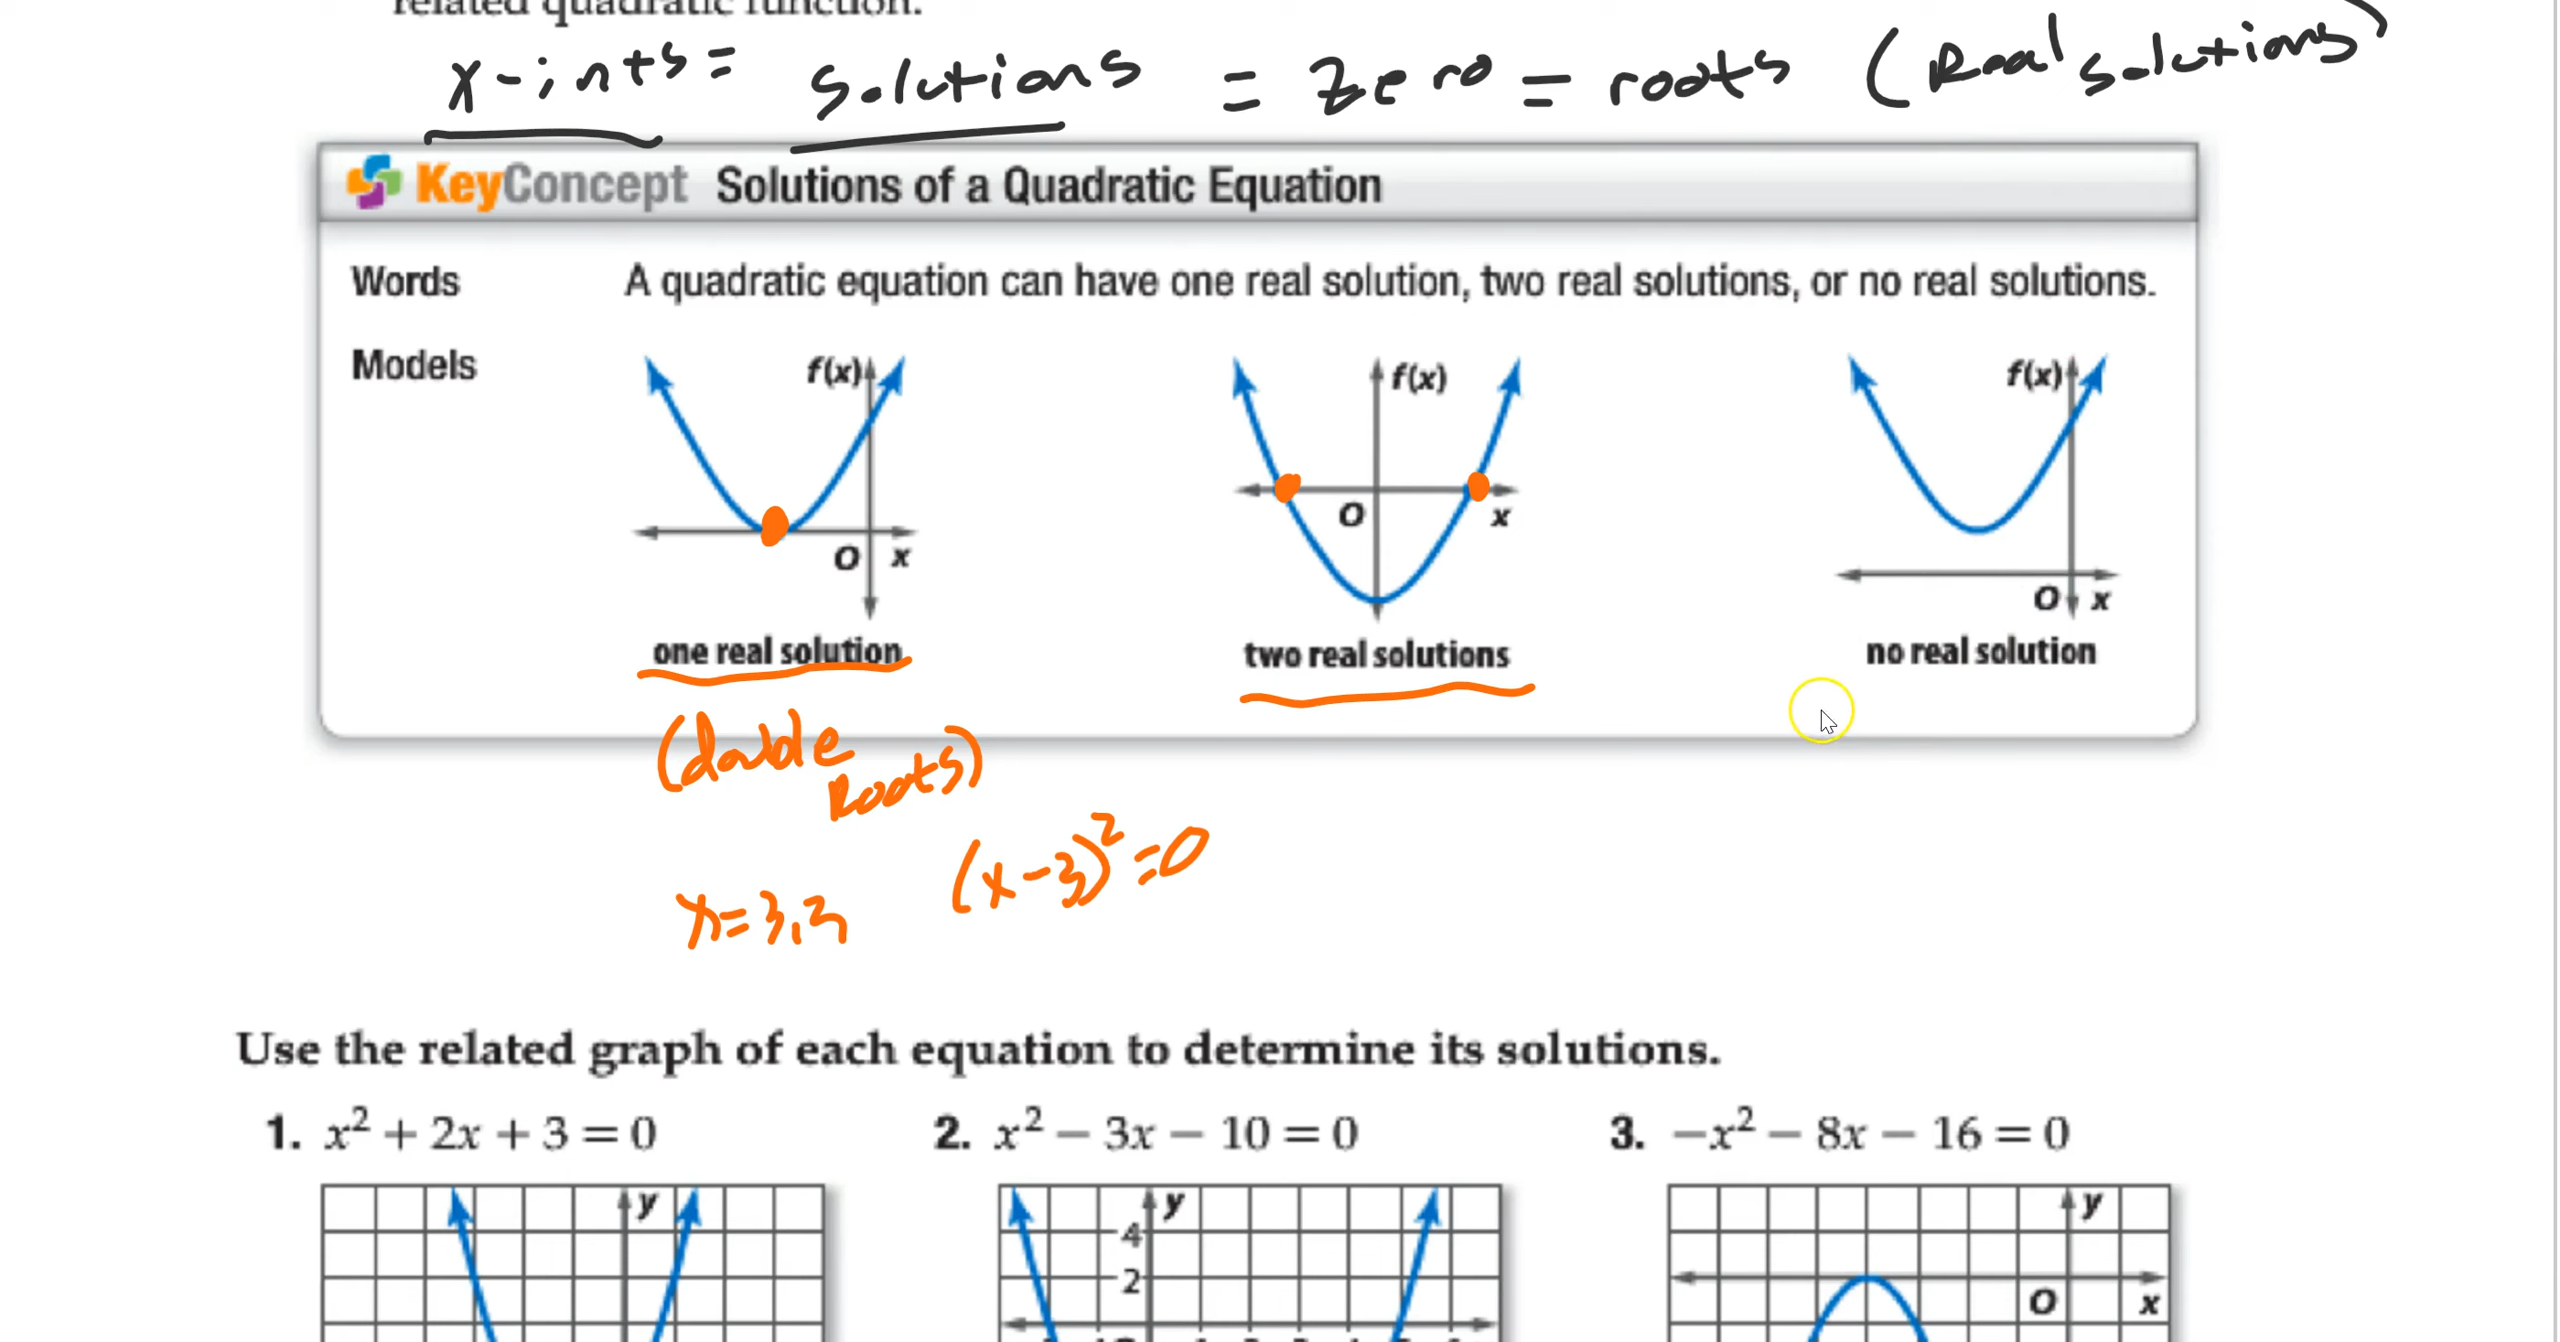 related quadratic function.
x-ints = solutions = Zero = roots (Real solutions)
KeyConcept Solutions of a Quadratic Equation
Words A quadratic equation can have one real solution, two real solutions, or no real solutions.
Models
f(x) O x
f(x) O x
f(x) O x
one real solution two real solutions no real solution
(double
Roots)
(x-3)²=0
x=3,3
Use the related graph of each equation to determine its solutions.
1. x² + 2x + 3 = 0 2. x² − 3x − 10 = 0 3. −x² − 8x − 16 = 0
y y y
4
2
O x